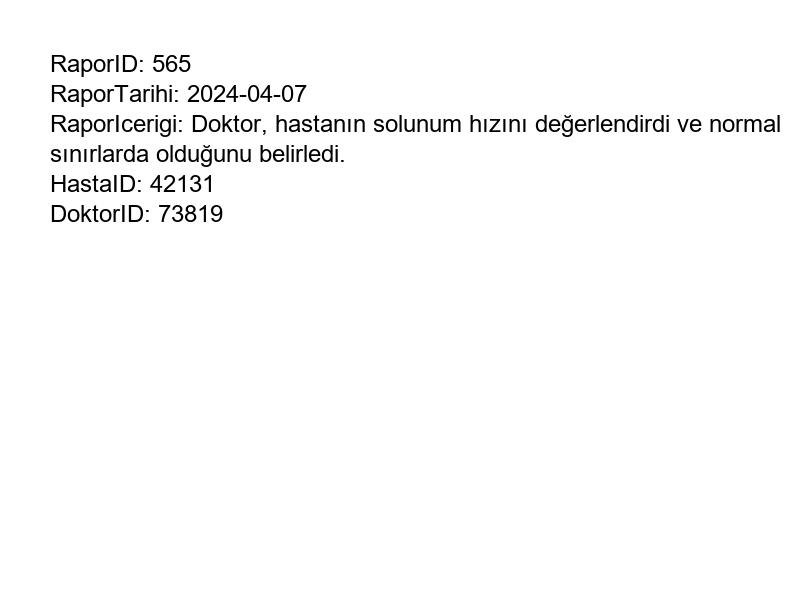 RaporID: 565
RaporTarihi: 2024-04-07
RaporIcerigi: Doktor, hastanın solunum hızını değerlendirdi ve normal
sınırlarda olduğunu belirledi.
HastaID: 42131
DoktorID: 73819